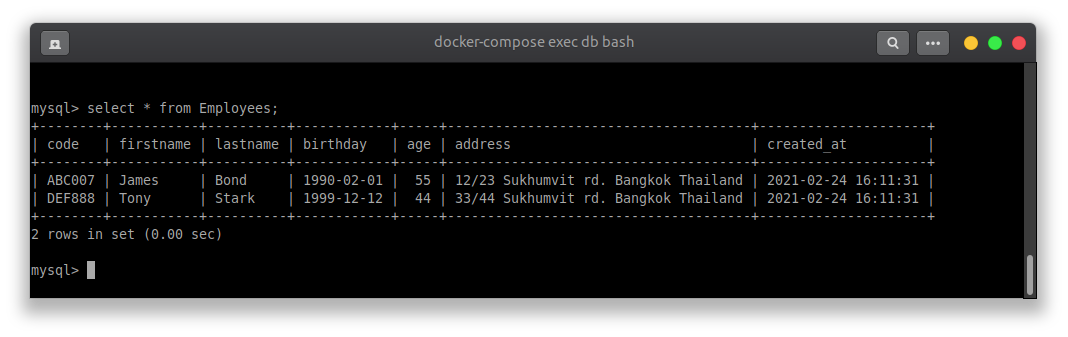 docker-compose exec db bash
mysql> select * from Employees;
+--------+-----------+----------+------------+-----+--------------------------------------+---------------------+
| code   | firstname | lastname | birthday   | age | address                              | created_at          |
+--------+-----------+----------+------------+-----+--------------------------------------+---------------------+
| ABC007 | James     | Bond     | 1990-02-01 |  55 | 12/23 Sukhumvit rd. Bangkok Thailand | 2021-02-24 16:11:31 |
| DEF888 | Tony      | Stark    | 1999-12-12 |  44 | 33/44 Sukhumvit rd. Bangkok Thailand | 2021-02-24 16:11:31 |
+--------+-----------+----------+------------+-----+--------------------------------------+---------------------+
2 rows in set (0.00 sec)
mysql>